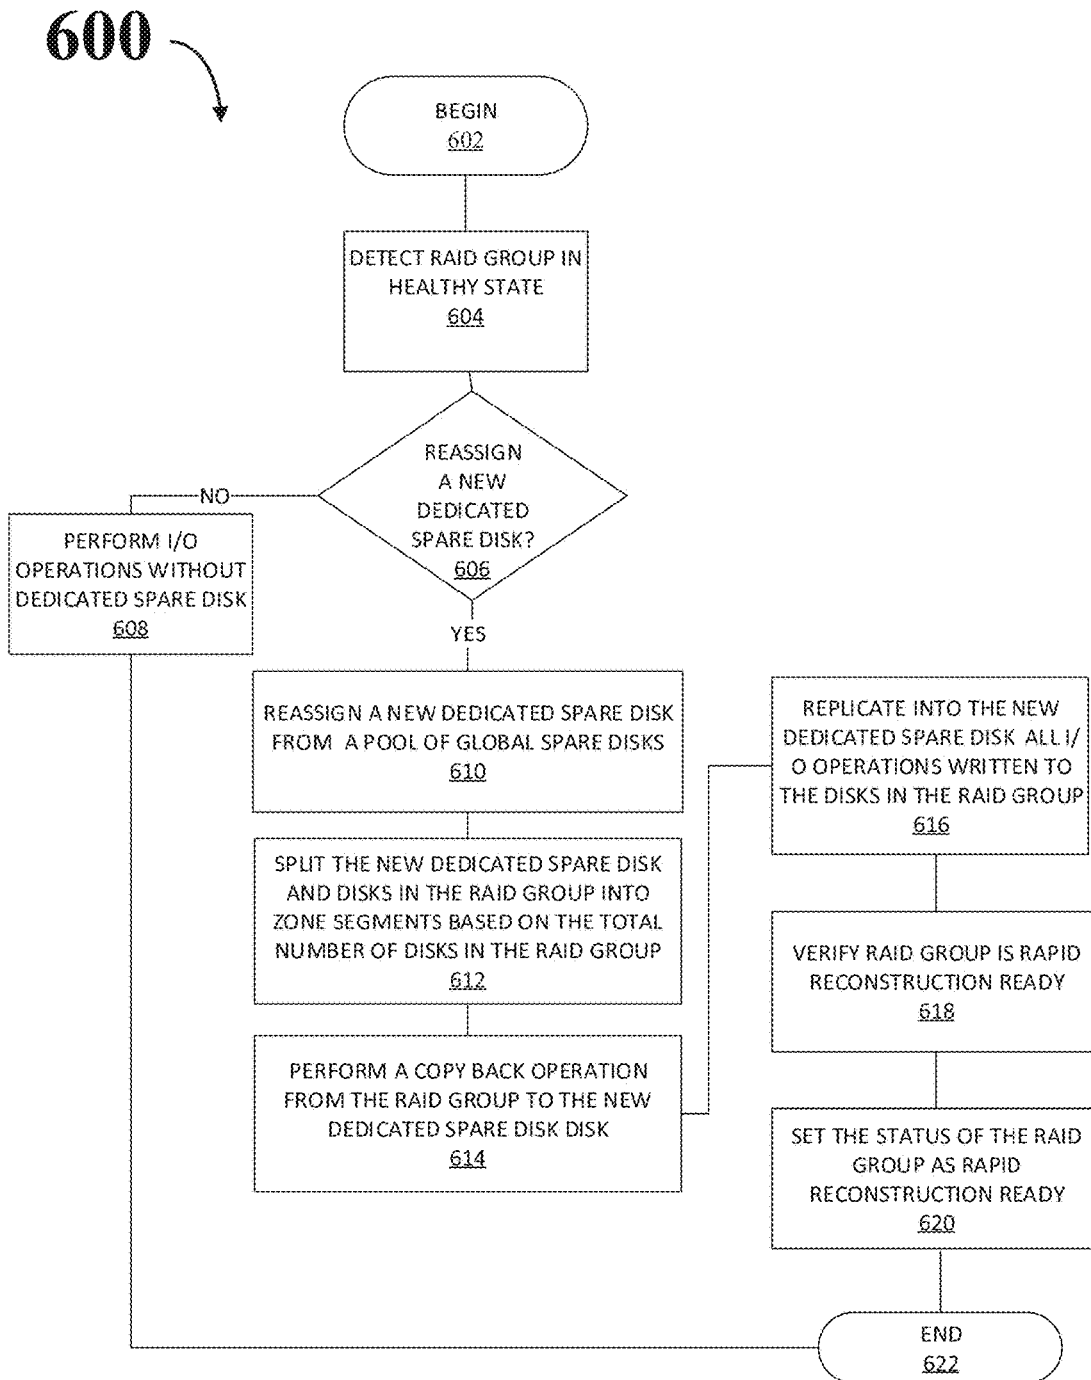 600
BEGIN
602
DETECT RAID GROUP IN
HEALTHY STATE
604
REASSIGN
A NEW
DEDICATED
SPARE DISK?
606
NO
PERFORM I/O
OPERATIONS WITHOUT
DEDICATED SPARE DISK
608
YES
REASSIGN A NEW DEDICATED SPARE DISK
FROM A POOL OF GLOBAL SPARE DISKS
610
SPLIT THE NEW DEDICATED SPARE DISK
AND DISKS IN THE RAID GROUP INTO
ZONE SEGMENTS BASED ON THE TOTAL
NUMBER OF DISKS IN THE RAID GROUP
612
PERFORM A COPY BACK OPERATION
FROM THE RAID GROUP TO THE NEW
DEDICATED SPARE DISK DISK
614
REPLICATE INTO THE NEW
DEDICATED SPARE DISK ALL I/
O OPERATIONS WRITTEN TO
THE DISKS IN THE RAID GROUP
616
VERIFY RAID GROUP IS RAPID
RECONSTRUCTION READY
618
SET THE STATUS OF THE RAID
GROUP AS RAPID
RECONSTRUCTION READY
620
END
622